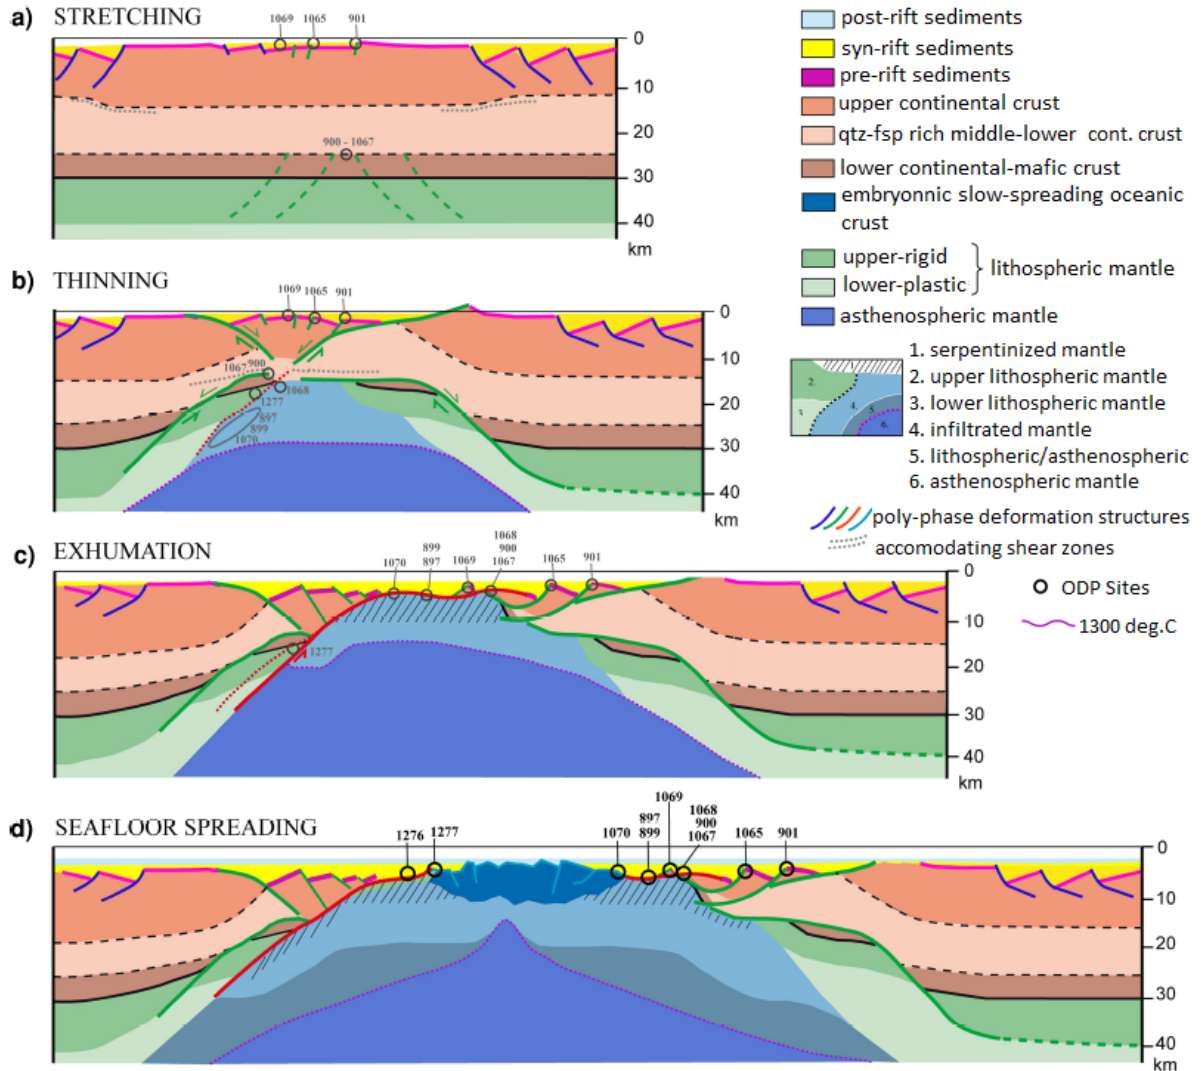 a) STRETCHING
1069 1065 901
0
10
20
30
40
km
900 - 1067
post-rift sediments
syn-rift sediments
pre-rift sediments
upper continental crust
qtz-fsp rich middle-lower cont. crust
lower continental-mafic crust
embryonnic slow-spreading oceanic
crust
upper-rigid
lower-plastic
lithospheric mantle
asthenospheric mantle
1. serpentinized mantle
2. upper lithospheric mantle
3. lower lithospheric mantle
4. infiltrated mantle
5. lithospheric/asthenospheric
6. asthenospheric mantle
1.
2.
3.
4.
5.
6.
poly-phase deformation structures
accomodating shear zones
ODP Sites
1300 deg.C
b) THINNING
1069 1065 901
0
10
20
30
40
km
1067 900
1068
1277
897
899
1070
c) EXHUMATION
1070
899
897
1069
1068
900
1067
1065
901
1277
0
10
20
30
40
km
d) SEAFLOOR SPREADING
1276 1277
1070
897
899
1069
1068
900
1067
1065
901
0
10
20
30
40
km